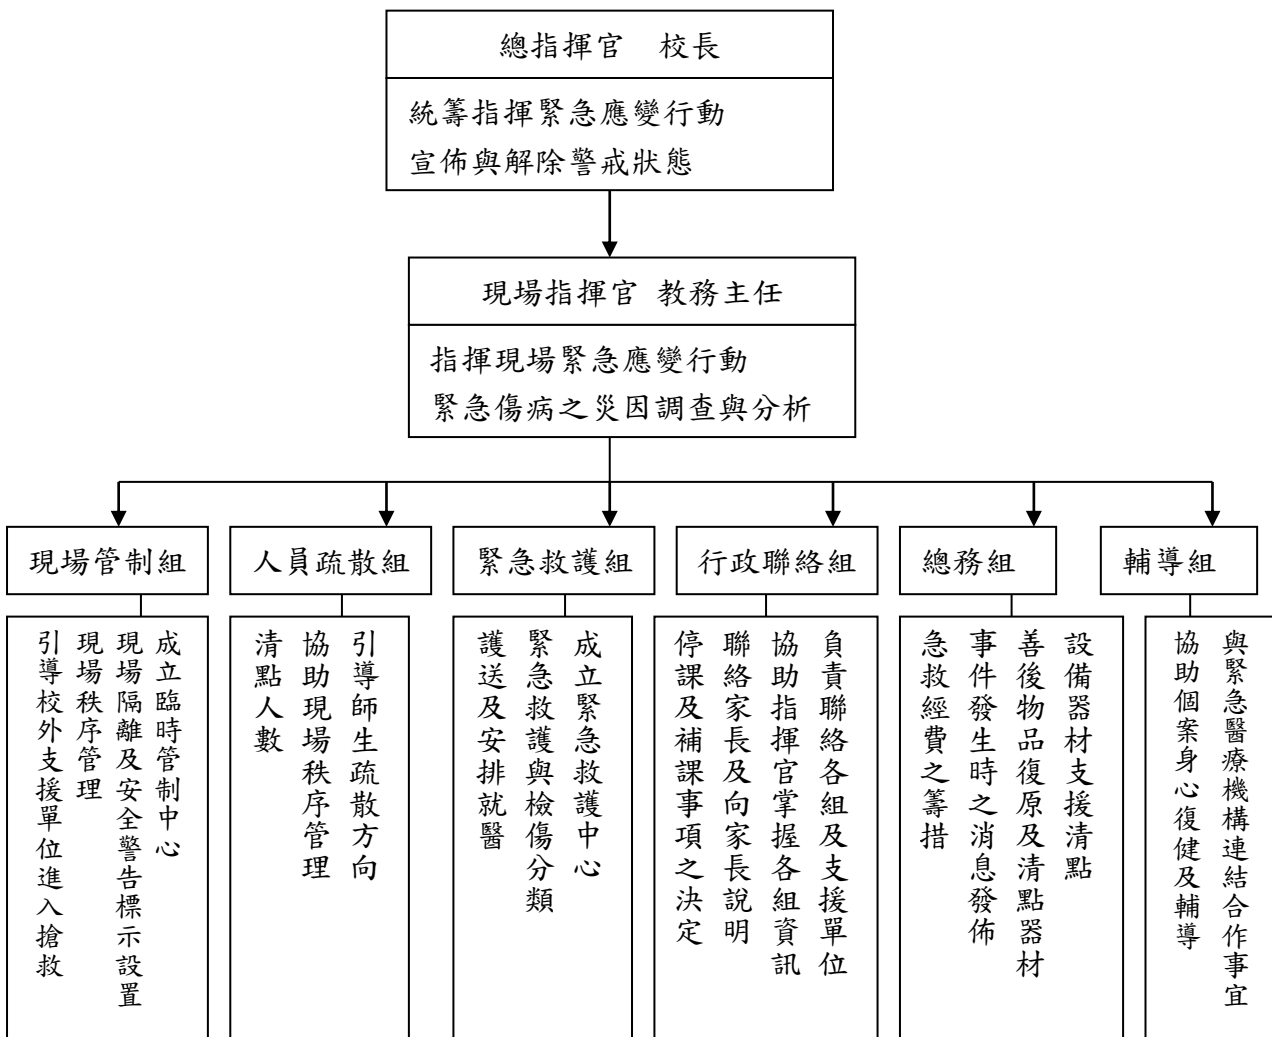 總指揮官 校長
統籌指揮緊急應變行動
宣佈與解除警戒狀態
現場指揮官 教務主任
指揮現場緊急應變行動
緊急傷病之災因調查與分析
現場管制組
人員疏散組
緊急救護組
行政聯絡組
總務組
輔導組
成立臨時管制中心
現場隔離及安全警告標示設置
現場秩序管理
引導校外支援單位進入搶救
引導師生疏散方向
協助現場秩序管理
清點人數
成立緊急救護中心
緊急救護與檢傷分類
護送及安排就醫
負責聯絡各組及支援單位
協助指揮官掌握各組資訊
聯絡家長及向家長說明
停課及補課事項之決定
設備器材支援清點
善後物品復原及清點器材
事件發生時之消息發佈
急救經費之籌措
與緊急醫療機構連結合作事宜
協助個案身心復健及輔導